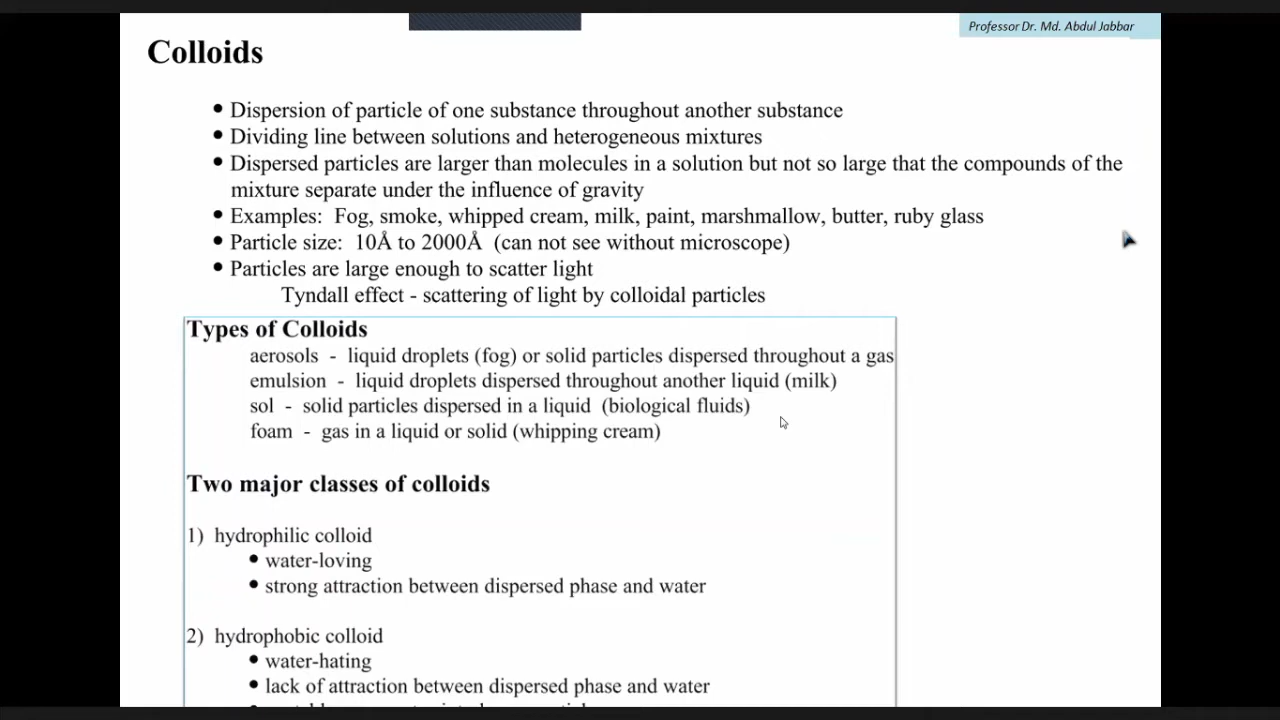 Professor Dr. Md. Abdul Jabbar
Colloids
• Dispersion of particle of one substance throughout another substance
• Dividing line between solutions and heterogeneous mixtures
• Dispersed particles are larger than molecules in a solution but not so large that the compounds of the
mixture separate under the influence of gravity
• Examples: Fog, smoke, whipped cream, milk, paint, marshmallow, butter, ruby glass
• Particle size: 10Å to 2000Å (can not see without microscope)
• Particles are large enough to scatter light
Tyndall effect - scattering of light by colloidal particles
Types of Colloids
aerosols - liquid droplets (fog) or solid particles dispersed throughout a gas
emulsion - liquid droplets dispersed throughout another liquid (milk)
sol - solid particles dispersed in a liquid (biological fluids)
foam - gas in a liquid or solid (whipping cream)
Two major classes of colloids
1) hydrophilic colloid
• water-loving
• strong attraction between dispersed phase and water
2) hydrophobic colloid
• water-hating
• lack of attraction between dispersed phase and water